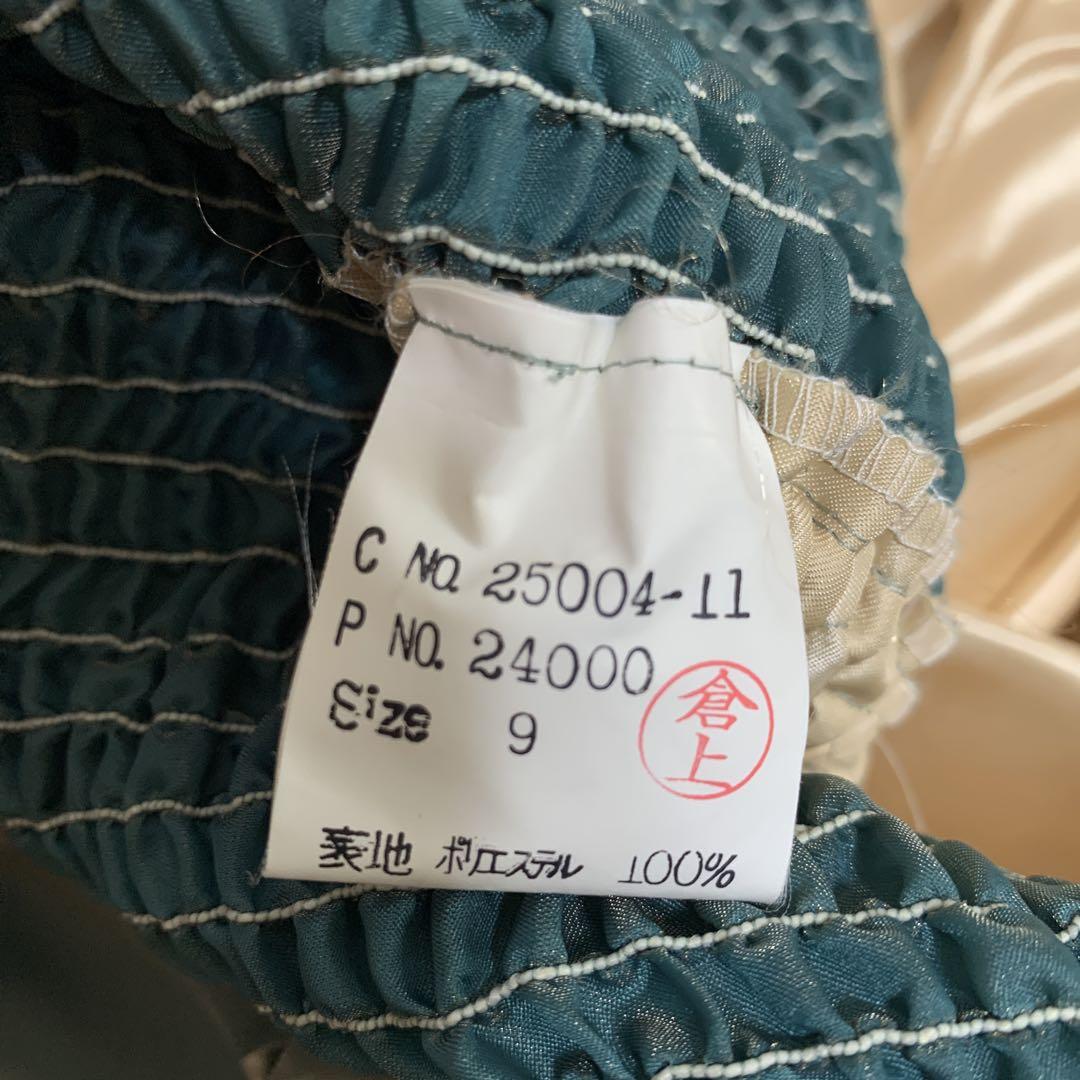 C NO. 25004-11
P NO. 24000
Size 9
倉上
裏地 ポリエステル 100%